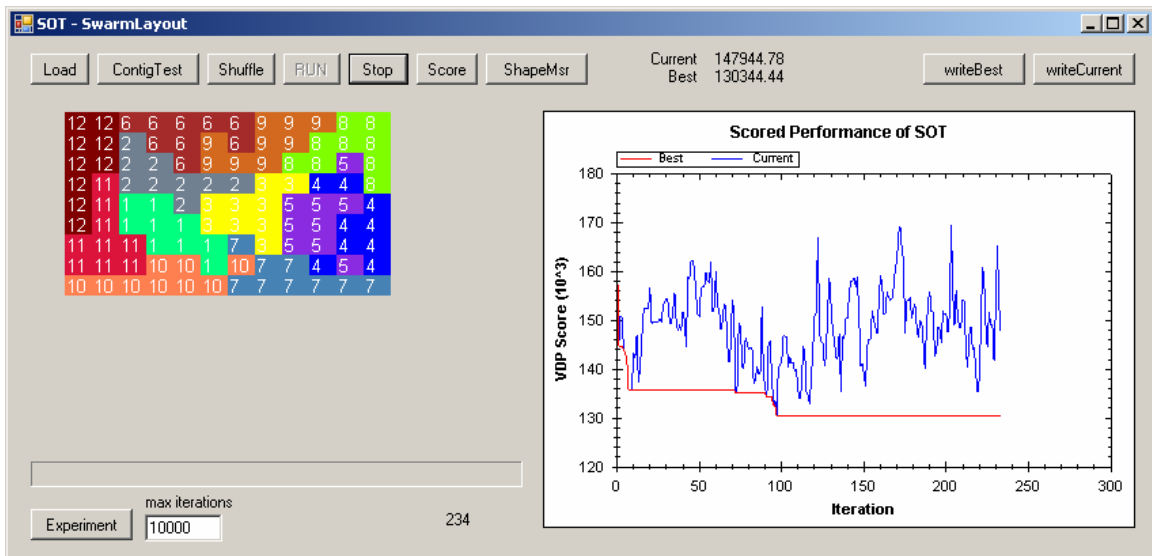 SOT - SwarmLayout
Load ContigTest Shuffle RUN Stop Score ShapeMsr
Current 147944.78
Best 130344.44
writeBest writeCurrent
12 12 6 6 6 6 6 9 9 9 8 8
12 12 2 6 6 9 6 9 9 8 8 8
12 12 2 2 6 9 9 9 8 8 5 8
12 11 2 2 2 2 2 3 3 4 4 8
12 11 1 1 2 3 3 3 5 5 5 4
12 11 1 1 1 3 3 3 5 5 4 4
11 11 11 1 1 1 7 3 5 5 4 4
11 11 11 10 10 1 10 7 7 4 5 4
10 10 10 10 10 10 7 7 7 7 7 7
Scored Performance of SOT
Best Current
180
170
160
150
140
130
120
VDP Score (10^3)
0 50 100 150 200 250 300
Iteration
max iterations
Experiment 10000 234